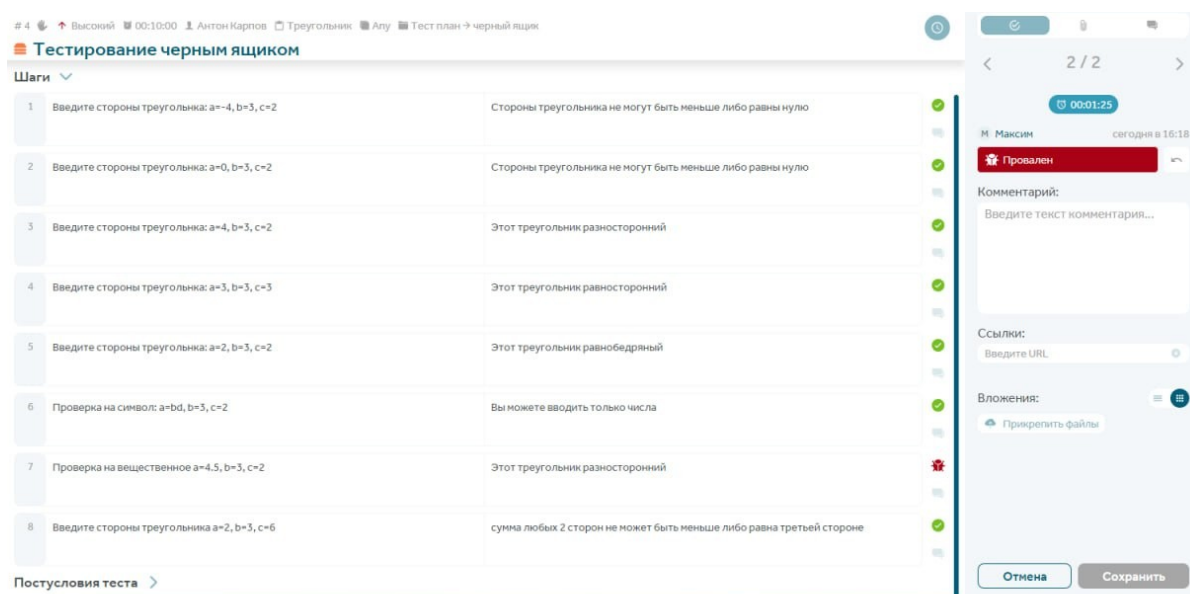 #4 Высокий 00:10:00 Антон Карпов Треугольник Any Тест план → черный ящик
Тестирование черным ящиком
Шаги
1 Введите стороны треуголънка: a=-4, b=3, c=2 Стороны треугольника не могут быть меньше либо равны нулю
2 Введите стороны треуголънка: a=0, b=3, c=2 Стороны треугольника не могут быть меньше либо равны нулю
3 Введите стороны треуголънка: a=4, b=3, c=2 Этот треугольник разносторонний
4 Введите стороны треуголънка: a=3, b=3, c=3 Этот треугольник равносторонний
5 Введите стороны треуголънка: a=2, b=3, c=2 Этот треугольник равнобедряный
6 Проверка на символ: a=bd, b=3, c=2 Вы можете вводить только числа
7 Проверка на вещественное a=4.5, b=3, c=2 Этот треугольник разносторонний
8 Введите стороны треугольника a=2, b=3, c=6 сумма любых 2 сторон не может быть меньше либо равна третьей стороне
Постусловия теста
2 / 2
00:01:25
М Максим сегодня в 16:18
Провален
Комментарий:
Введите текст комментария...
Ссылки:
Введите URL
Вложения:
Прикрепить файлы
Отмена Сохранить